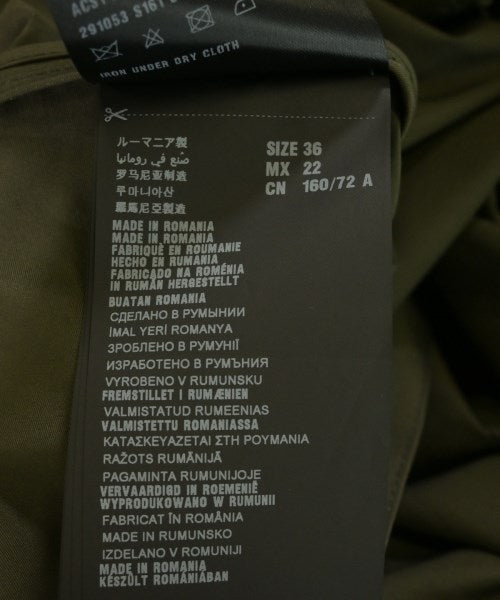 291053 S161
IRON UNDER DRY CLOTH
ルーマニア製
صنع في رومانيا
罗马尼亚制造
루마니아산
羅馬尼亞製造
SIZE 36
MX 22
CN 160/72 A
MADE IN ROMANIA
MADE IN ROMANIA
FABRIQUÉ EN ROUMANIE
HECHO EN RUMANIA
FABRICADO NA ROMÉNIA
IN RUMÄN HERGESTELLT
BUATAN ROMANIA
СДЕЛАНО В РУМЫНИИ
İMAL YERİ ROMANYA
ЗРОБЛЕНО В РУМУНІЇ
ИЗРАБОТЕНО В РУМЪНИЯ
VYROBENO V RUMUNSKU
FREMSTILLET I RUMÆNIEN
VALMISTATUD RUMEENIAS
VALMISTETTU ROMANIASSA
ΚΑΤΑΣΚΕΥΑΖΕΤΑΙ ΣΤΗ ΡΟΥΜΑΝΙΑ
RAŽOTS RUMĀNIJĀ
PAGAMINTA RUMUNIJOJE
VERVAARDIGD IN ROEMENIË
WYPRODUKOWANO W RUMUNII
FABRICAT ÎN ROMÂNIA
MADE IN RUMUNSKO
IZDELANO V ROMUNIJI
MADE IN ROMANIA
KÉSZÜLT ROMÁNIÁBAN